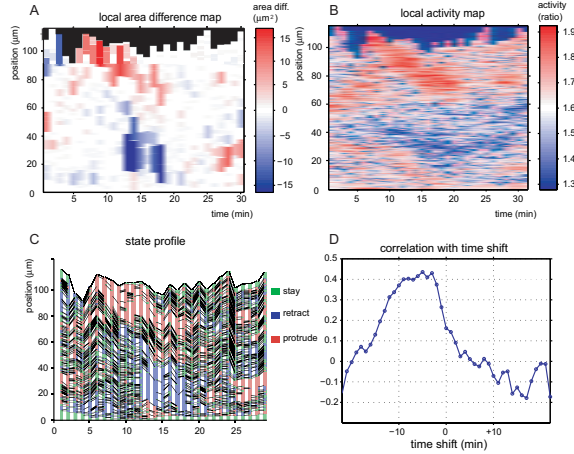 A
local area difference map
area diff.
(μm²)
position (μm)
100
80
60
40
20
0
5
10
15
20
25
30
time (min)
15
10
5
0
−5
−10
−15
B
local activity map
activity
(ratio)
position (μm)
100
80
60
40
20
0
5
10
15
20
25
30
time (min)
1.9
1.8
1.7
1.6
1.5
1.4
1.3
C
state profile
position (μm)
120
100
80
60
40
20
0
0
5
10
15
20
25
stay
retract
protrude
D
correlation with time shift
0.5
0.4
0.3
0.2
0.1
0
−0.1
−0.2
−10
0
+10
time shift (min)